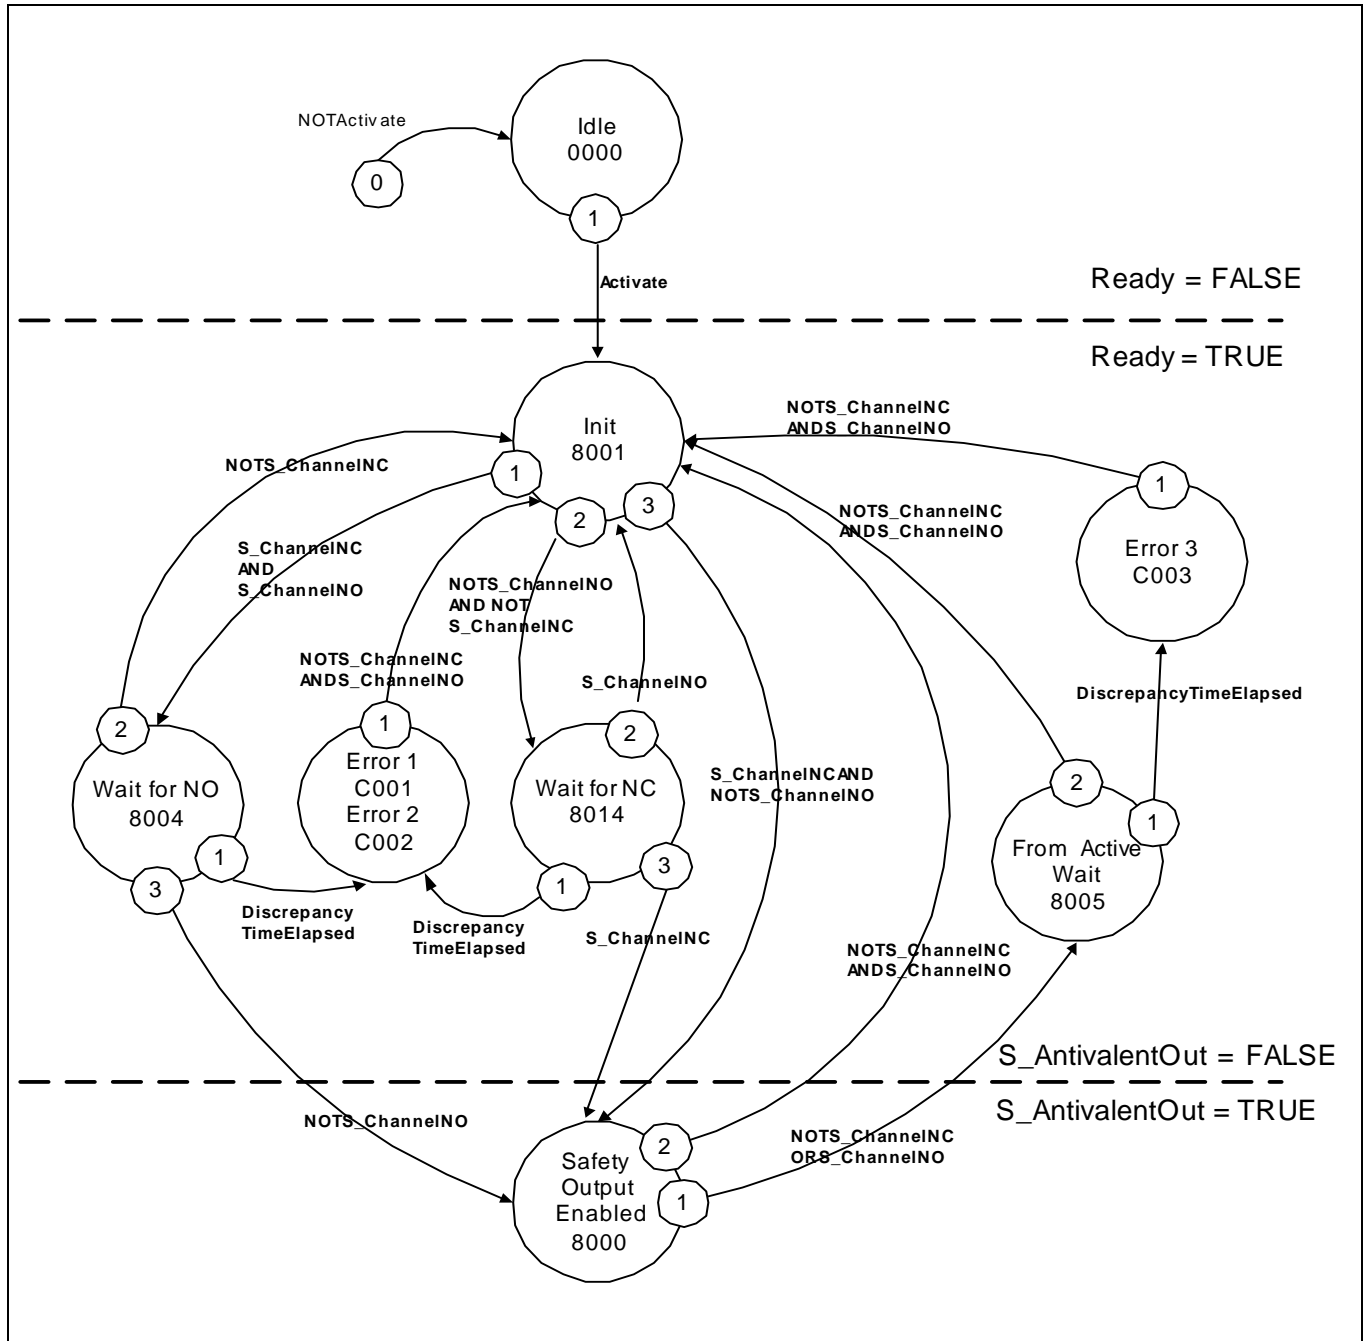 Idle
0000
NOTActivate
0
1
Activate
Ready = FALSE
Ready = TRUE
Init
8001
1
2
3
NOTS_ChannelNC
ANDS_ChannelNO
NOTS_ChannelNC
1
Error 3
C003
NOTS_ChannelNC
ANDS_ChannelNO
S_ChannelNC
AND
S_ChannelNO
NOTS_ChannelNO
AND NOT
S_ChannelNC
NOTS_ChannelNC
ANDS_ChannelNO
S_ChannelNO
DiscrepancyTimeElapsed
2
Wait for NO
8004
1
3
1
Error 1
C001
Error 2
C002
2
Wait for NC
8014
1
3
S_ChannelNCAND
NOTS_ChannelNO
2
1
From Active
Wait
8005
Discrepancy
TimeElapsed
Discrepancy
TimeElapsed
S_ChannelNC
NOTS_ChannelNC
ANDS_ChannelNO
S_AntivalentOut = FALSE
S_AntivalentOut = TRUE
NOTS_ChannelNO
NOTS_ChannelNC
ORS_ChannelNO
2
1
Safety
Output
Enabled
8000